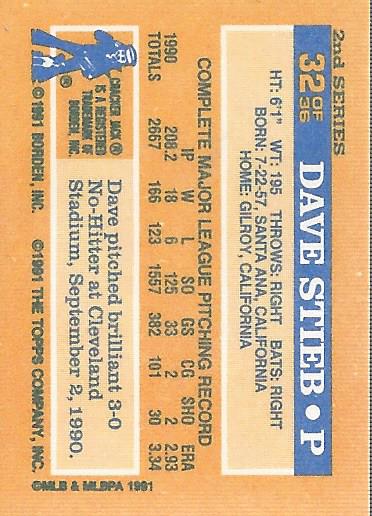 2nd SERIES
32 OF 36
DAVE STIEB • P
HT: 6'1" WT: 195 THROWS: RIGHT BATS: RIGHT
BORN: 7-22-57, SANTA ANA, CALIFORNIA
HOME: GILROY, CALIFORNIA
COMPLETE MAJOR LEAGUE PITCHING RECORD
IP W L SO GS CG SHO ERA
1990 208.2 18 6 125 33 2 2 2.93
TOTALS 2667 166 123 1557 382 101 30 3.34
CRACKER JACK®
IS A REGISTERED
TRADEMARK OF
BORDEN, INC.
Dave pitched brilliant 3-0
No-Hitter at Cleveland
Stadium, September 2, 1990.
®
©1991 BORDEN, INC. ©1991 THE TOPPS COMPANY, INC.
©MLB & MLBPA 1991